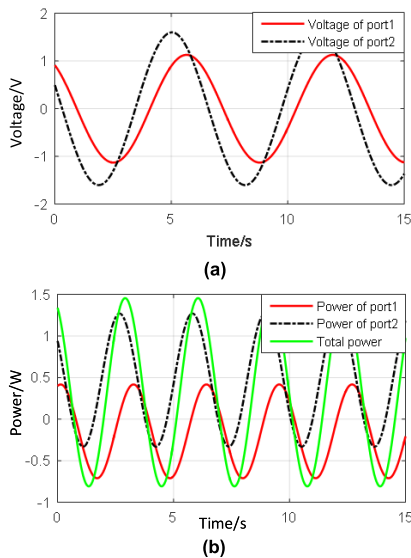 Voltage of port1
Voltage of port2
2
1
0
-1
-2
Voltage/V
0
5
10
15
Time/s
(a)
Power of port1
Power of port2
Total power
1.5
1
0.5
0
-0.5
-1
Power/W
0
5
10
15
Time/s
(b)